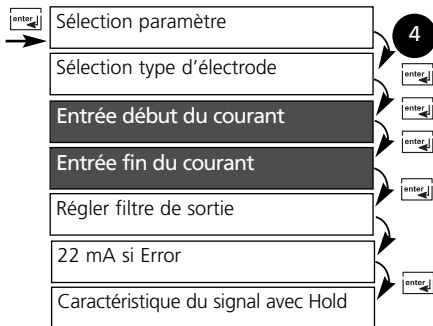 enter
Sélection paramètre
4
Sélection type d'électrode
enter
Entrée début du courant
enter
enter
Entrée fin du courant
enter
Régler filtre de sortie
22 mA si Error
enter
Caractéristique du signal avec Hold